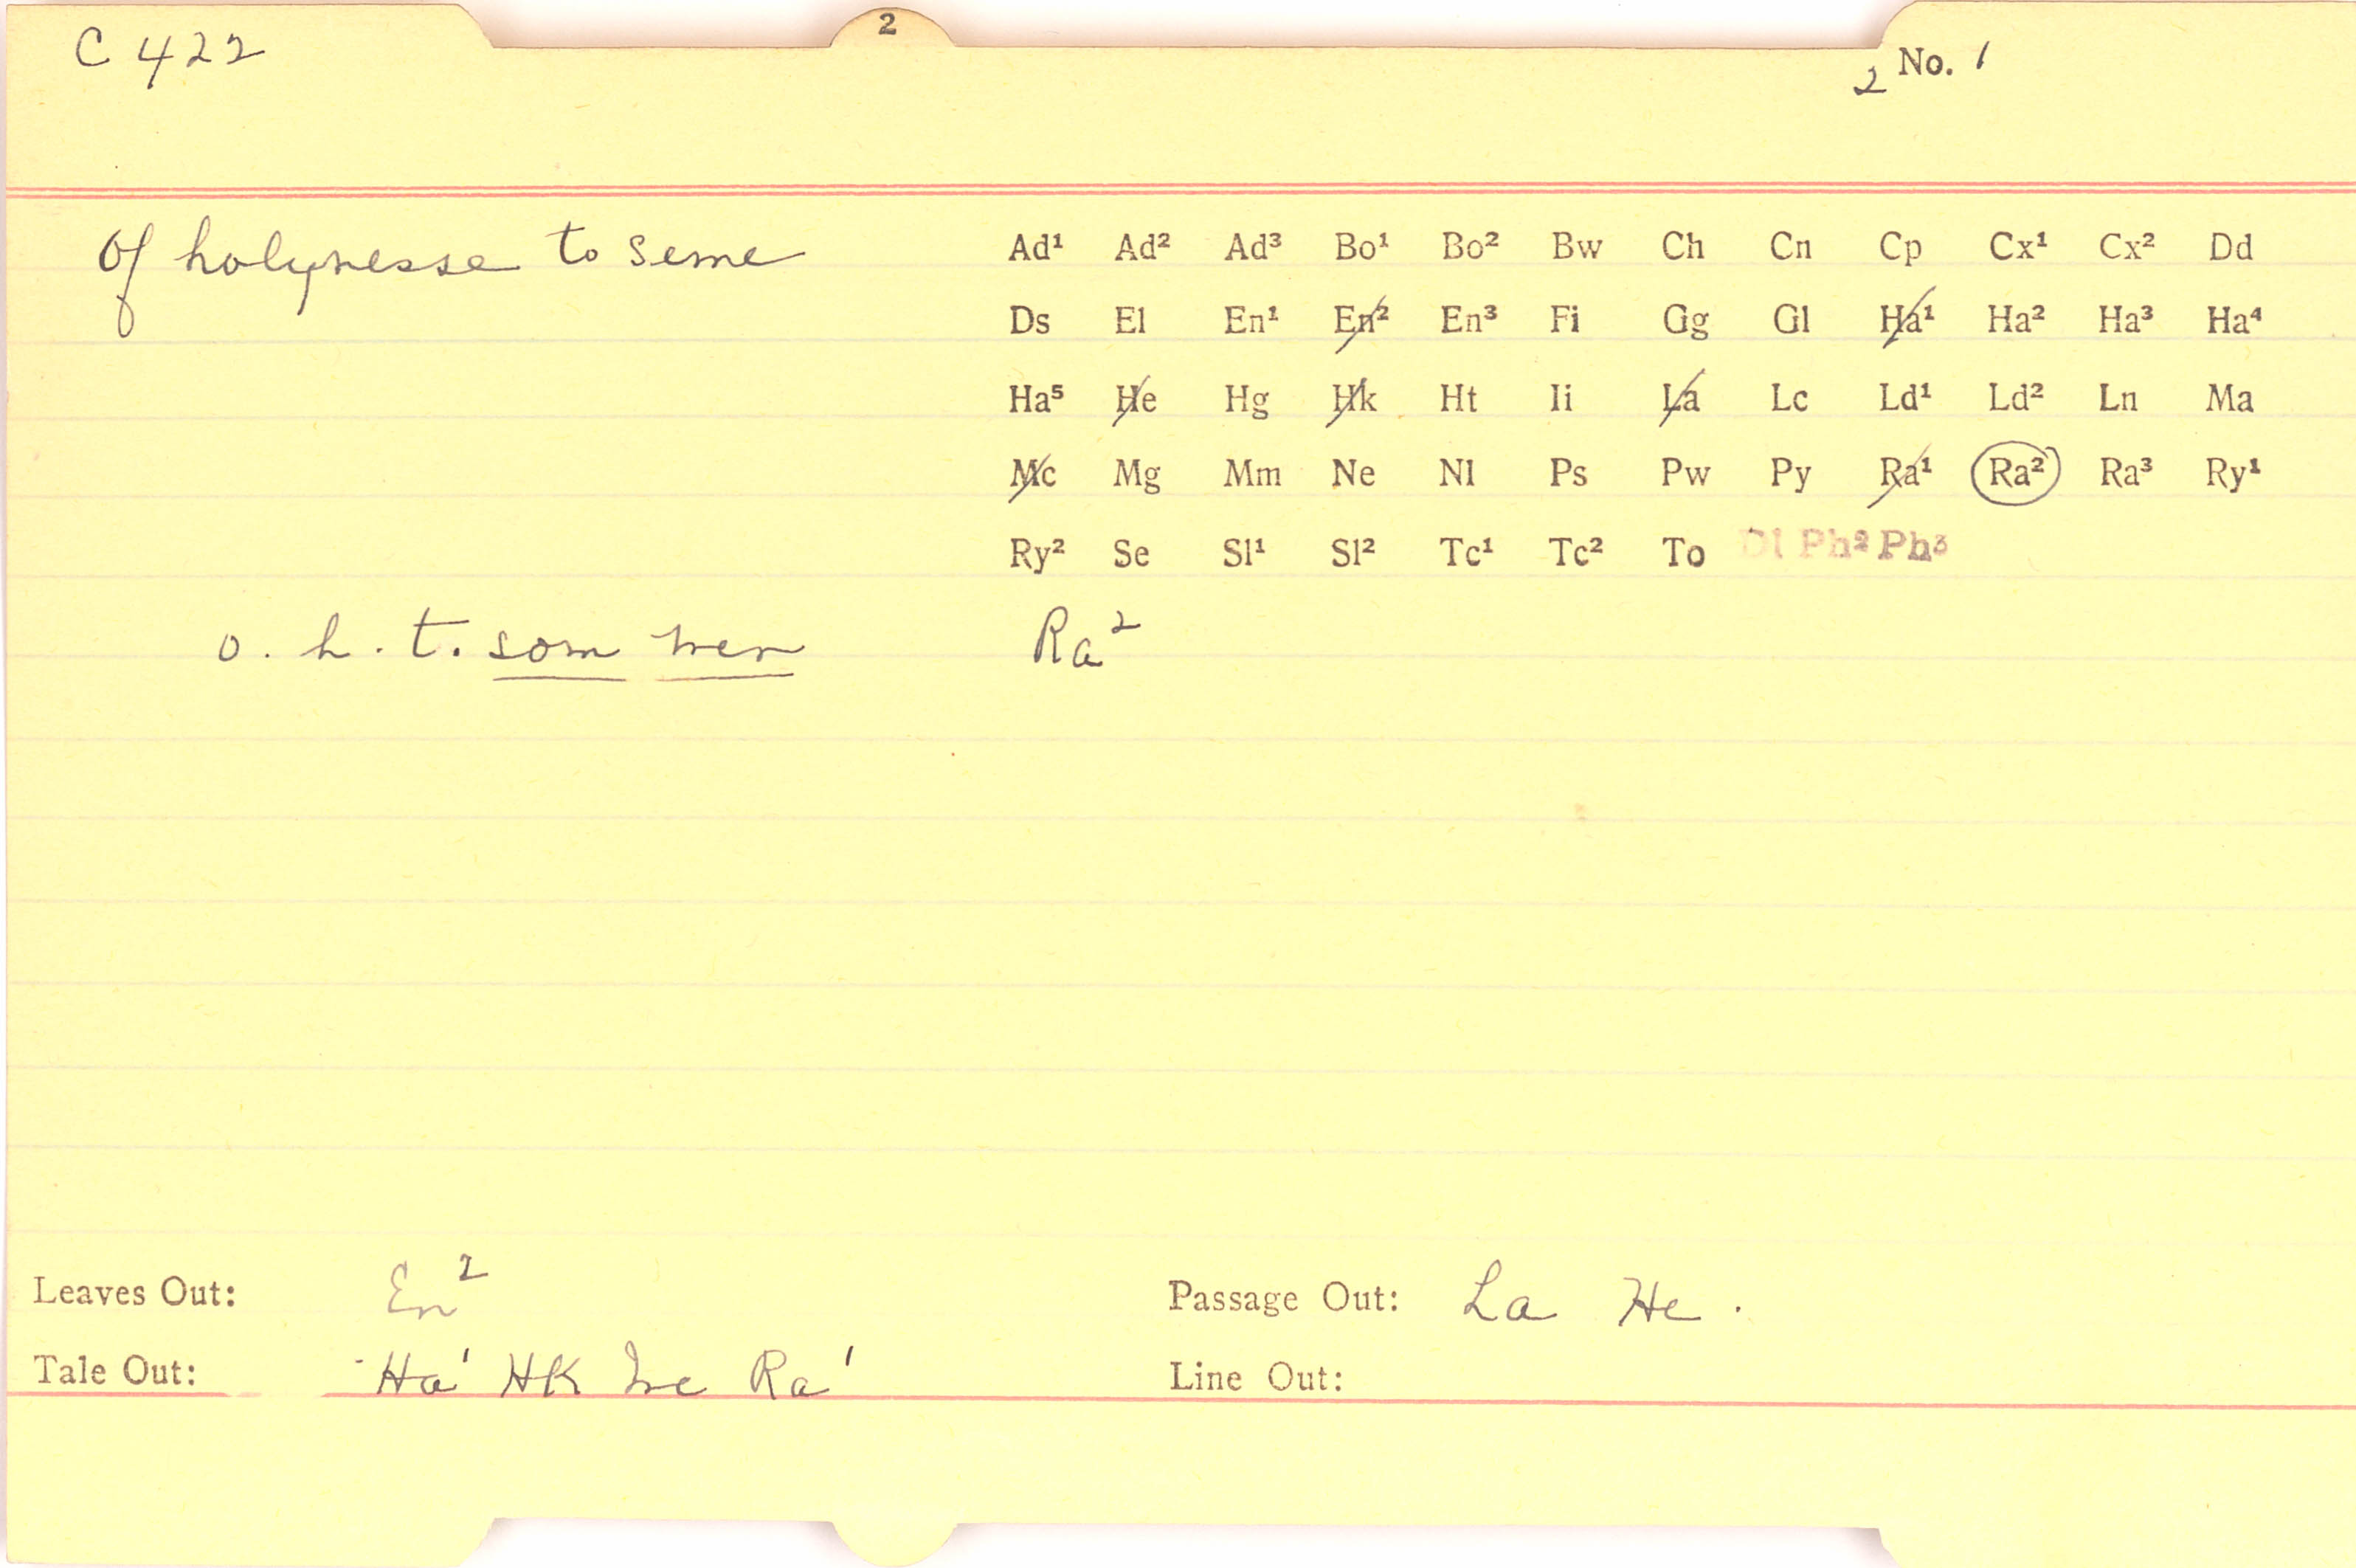 2
C 422
2 No. 1
Of holynesse to seme
Ad¹ Ad² Ad³ Bo¹ Bo² Bw Ch Cn Cp Cx¹ Cx² Dd
Ds El En¹ En² En³ Fi Gg Gl Ha¹ Ha² Ha³ Ha⁴
Ha⁵ He Hg Hk Ht Ii La Lc Ld¹ Ld² Ln Ma
Mc Mg Mm Ne Nl Ps Pw Py Ra¹ Ra² Ra³ Ry¹
Ry² Se Sl¹ Sl² Tc¹ Tc² To Dl Ph² Ph³
o. h. t. som men Ra²
Leaves Out: En² Passage Out: La He .
Tale Out: Ha¹ HK Mc Ra¹ Line Out: